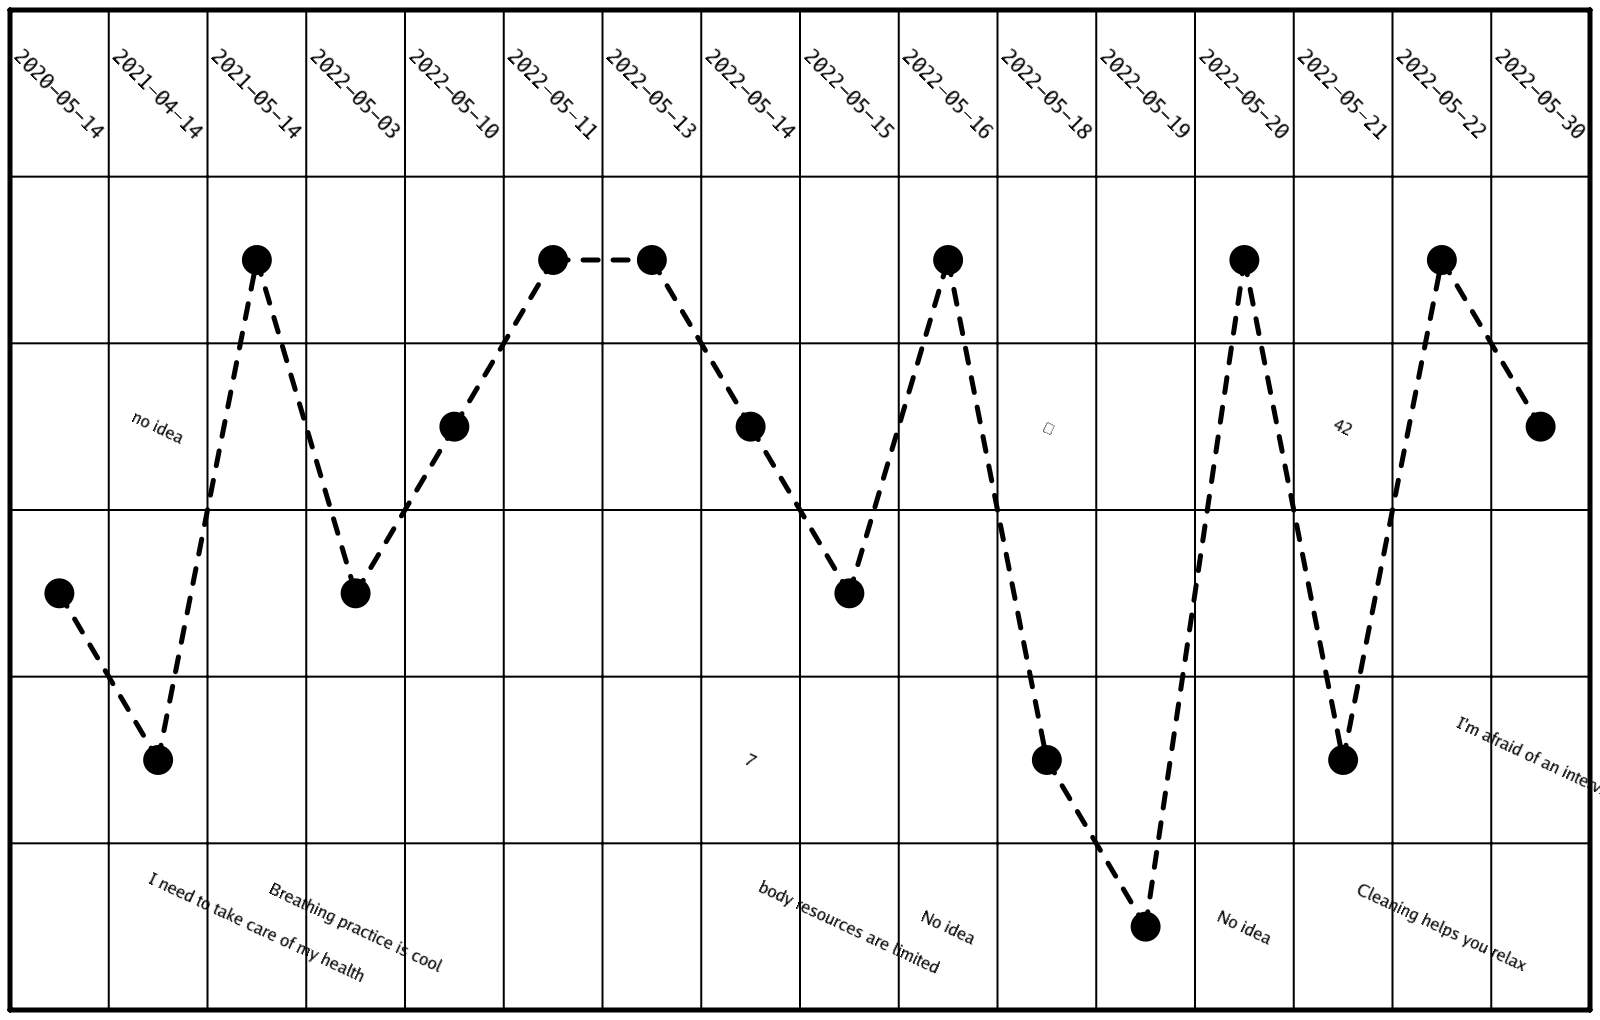 2020-05-14
2021-04-14
2021-05-14
2022-05-03
2022-05-10
2022-05-11
2022-05-13
2022-05-14
2022-05-15
2022-05-16
2022-05-18
2022-05-19
2022-05-20
2022-05-21
2022-05-22
2022-05-30
no idea
42
7
I'm afraid of an
I need to take care of my health
Breathing practice is cool
body resources are limited
No idea
No idea
Cleaning helps you relax